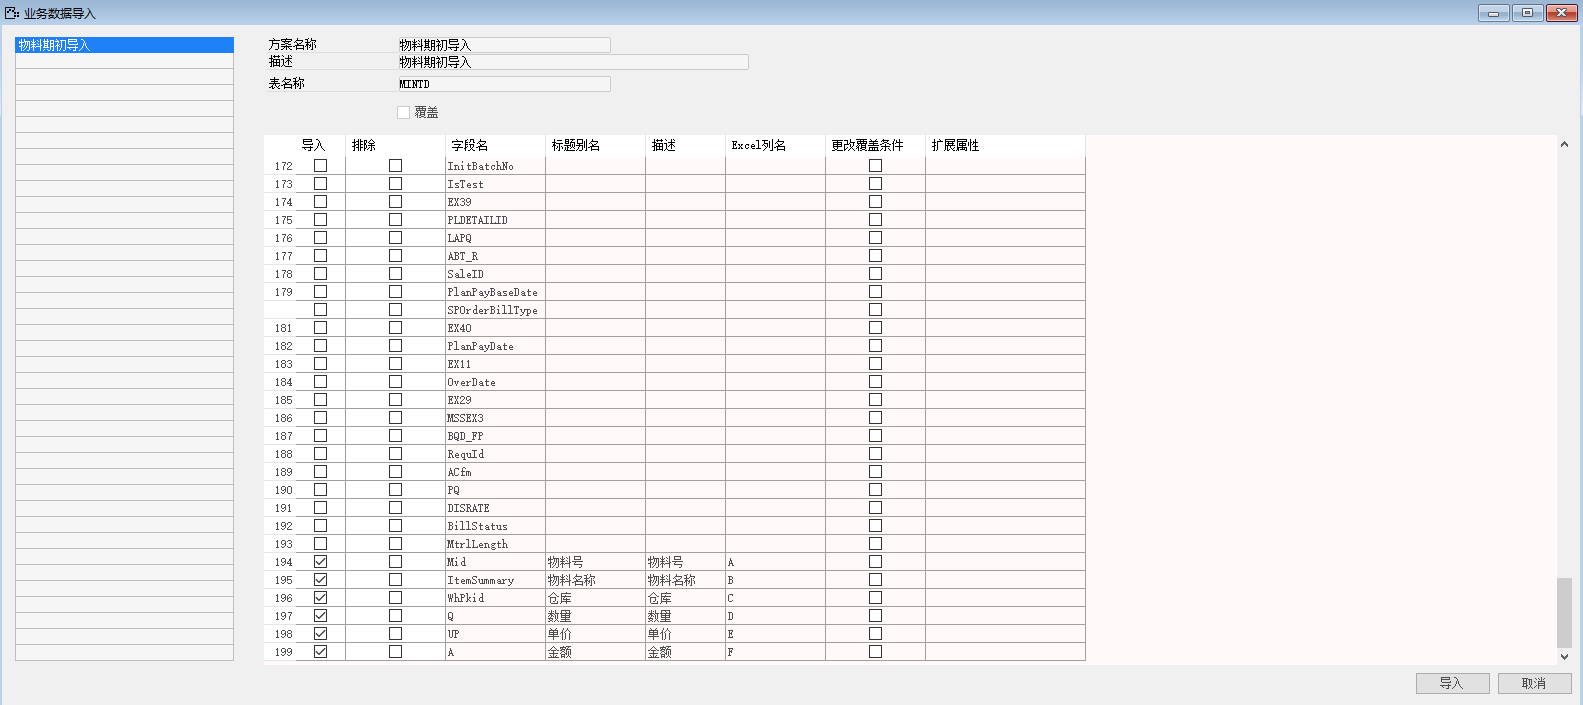 业务数据导入
物料期初导入
方案名称 物料期初导入
描述 物料期初导入
表名称 MINTD
覆盖
导入 排除 字段名 标题别名 描述 Excel列名 更改覆盖条件 扩展属性
172 InitBatchNo
173 IsTest
174 EX39
175 PLDETAILID
176 LAPQ
177 ABT_R
178 SaleID
179 PlanPayBaseDate
SPOrderBillType
181 EX40
182 PlanPayDate
183 EX11
184 OverDate
185 EX29
186 MSSEX3
187 BQD_FP
188 RequId
189 ACfm
190 PQ
191 DISRATE
192 BillStatus
193 MtrlLength
194 Mid 物料号 物料号 A
195 ItemSummary 物料名称 物料名称 B
196 WhPkid 仓库 仓库 C
197 Q 数量 数量 D
198 UP 单价 单价 E
199 A 金额 金额 F
导入 取消